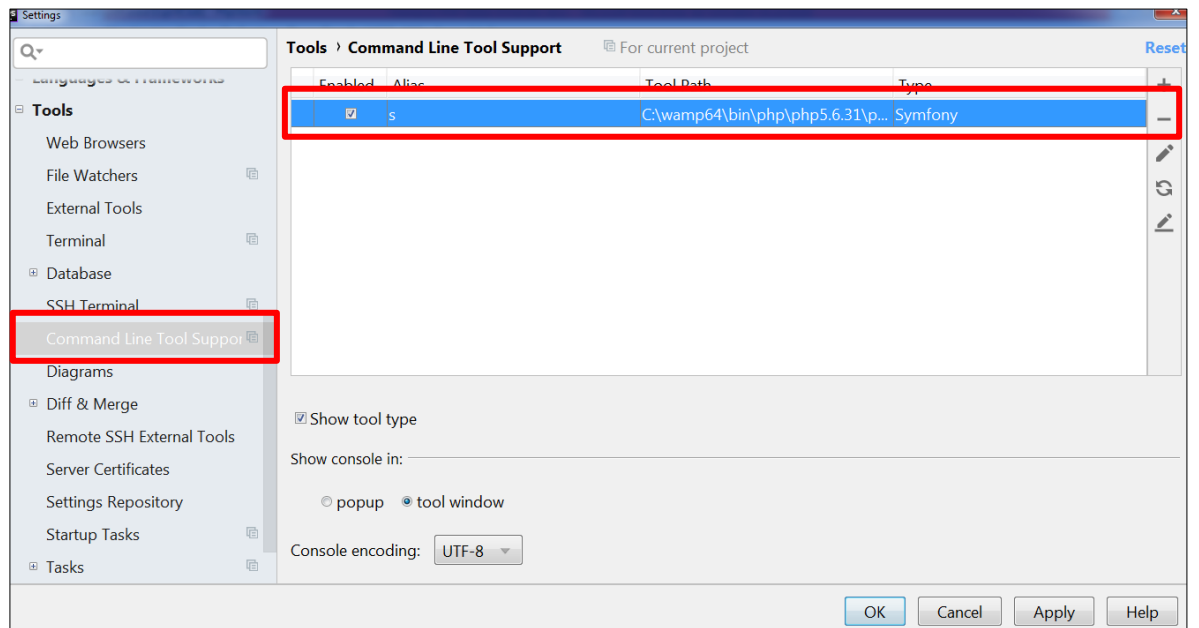 Settings
Tools › Command Line Tool Support
For current project
Reset
Languages & Frameworks
Tools
Web Browsers
File Watchers
External Tools
Terminal
Database
SSH Terminal
Command Line Tool Suppor
Diagrams
Diff & Merge
Remote SSH External Tools
Server Certificates
Settings Repository
Startup Tasks
Tasks
Enabled Alias Tool Path Type
s C:\wamp64\bin\php\php5.6.31\p... Symfony
Show tool type
Show console in:
popup tool window
Console encoding: UTF-8
OK Cancel Apply Help